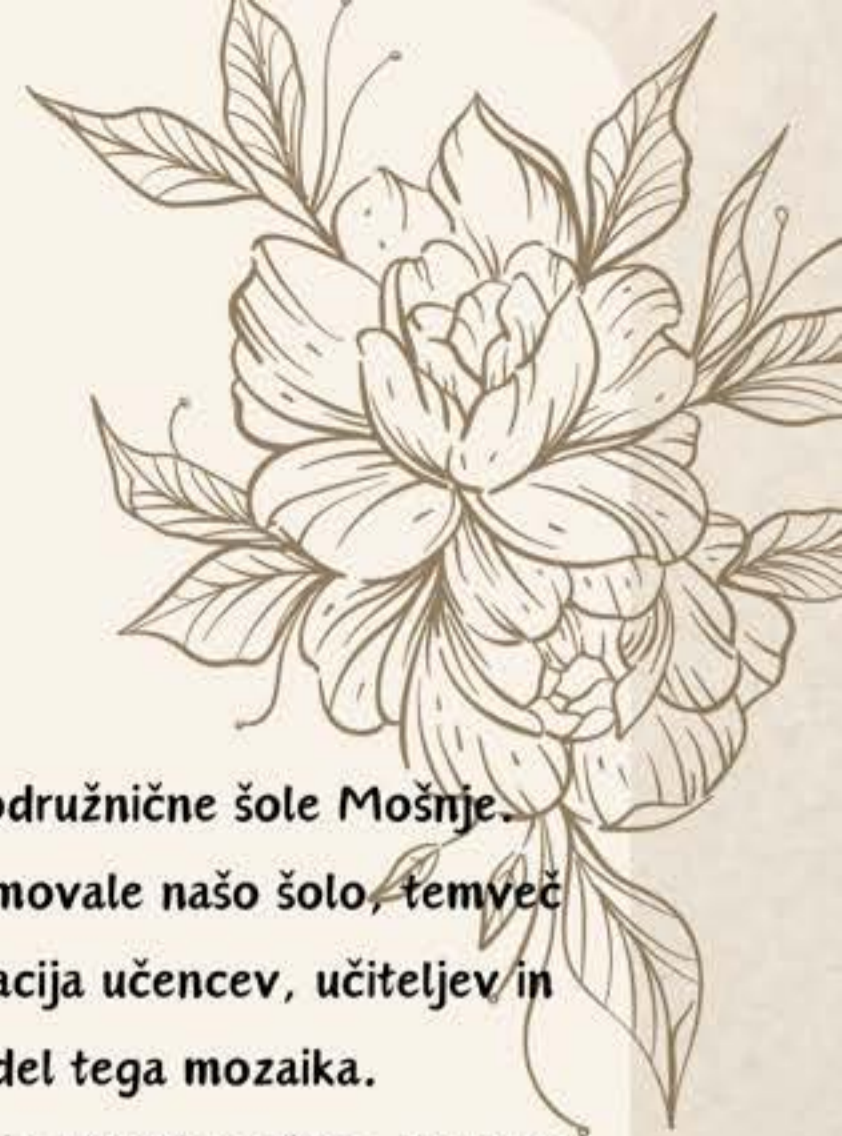 odružnične šole Mošnje.
movale našo šolo, temveč
acija učencev, učiteljev in
del tega mozaika.